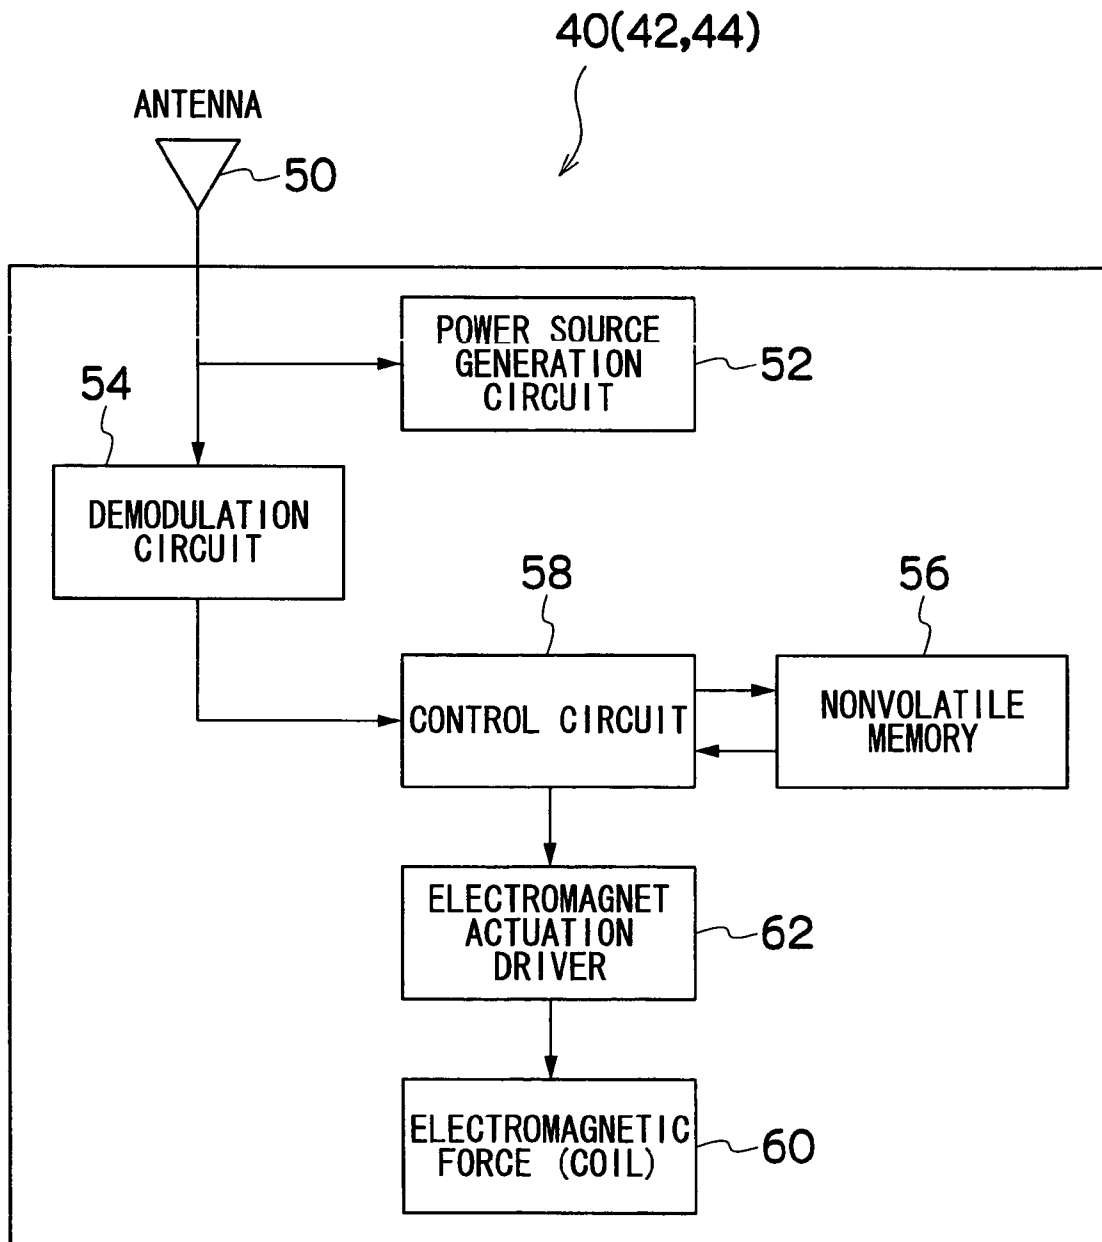 40(42,44)
ANTENNA
50
POWER SOURCE
GENERATION
CIRCUIT
52
54
DEMODULATION
CIRCUIT
58
56
CONTROL CIRCUIT
NONVOLATILE
MEMORY
ELECTROMAGNET
ACTUATION
DRIVER
62
ELECTROMAGNETIC
FORCE (COIL)
60